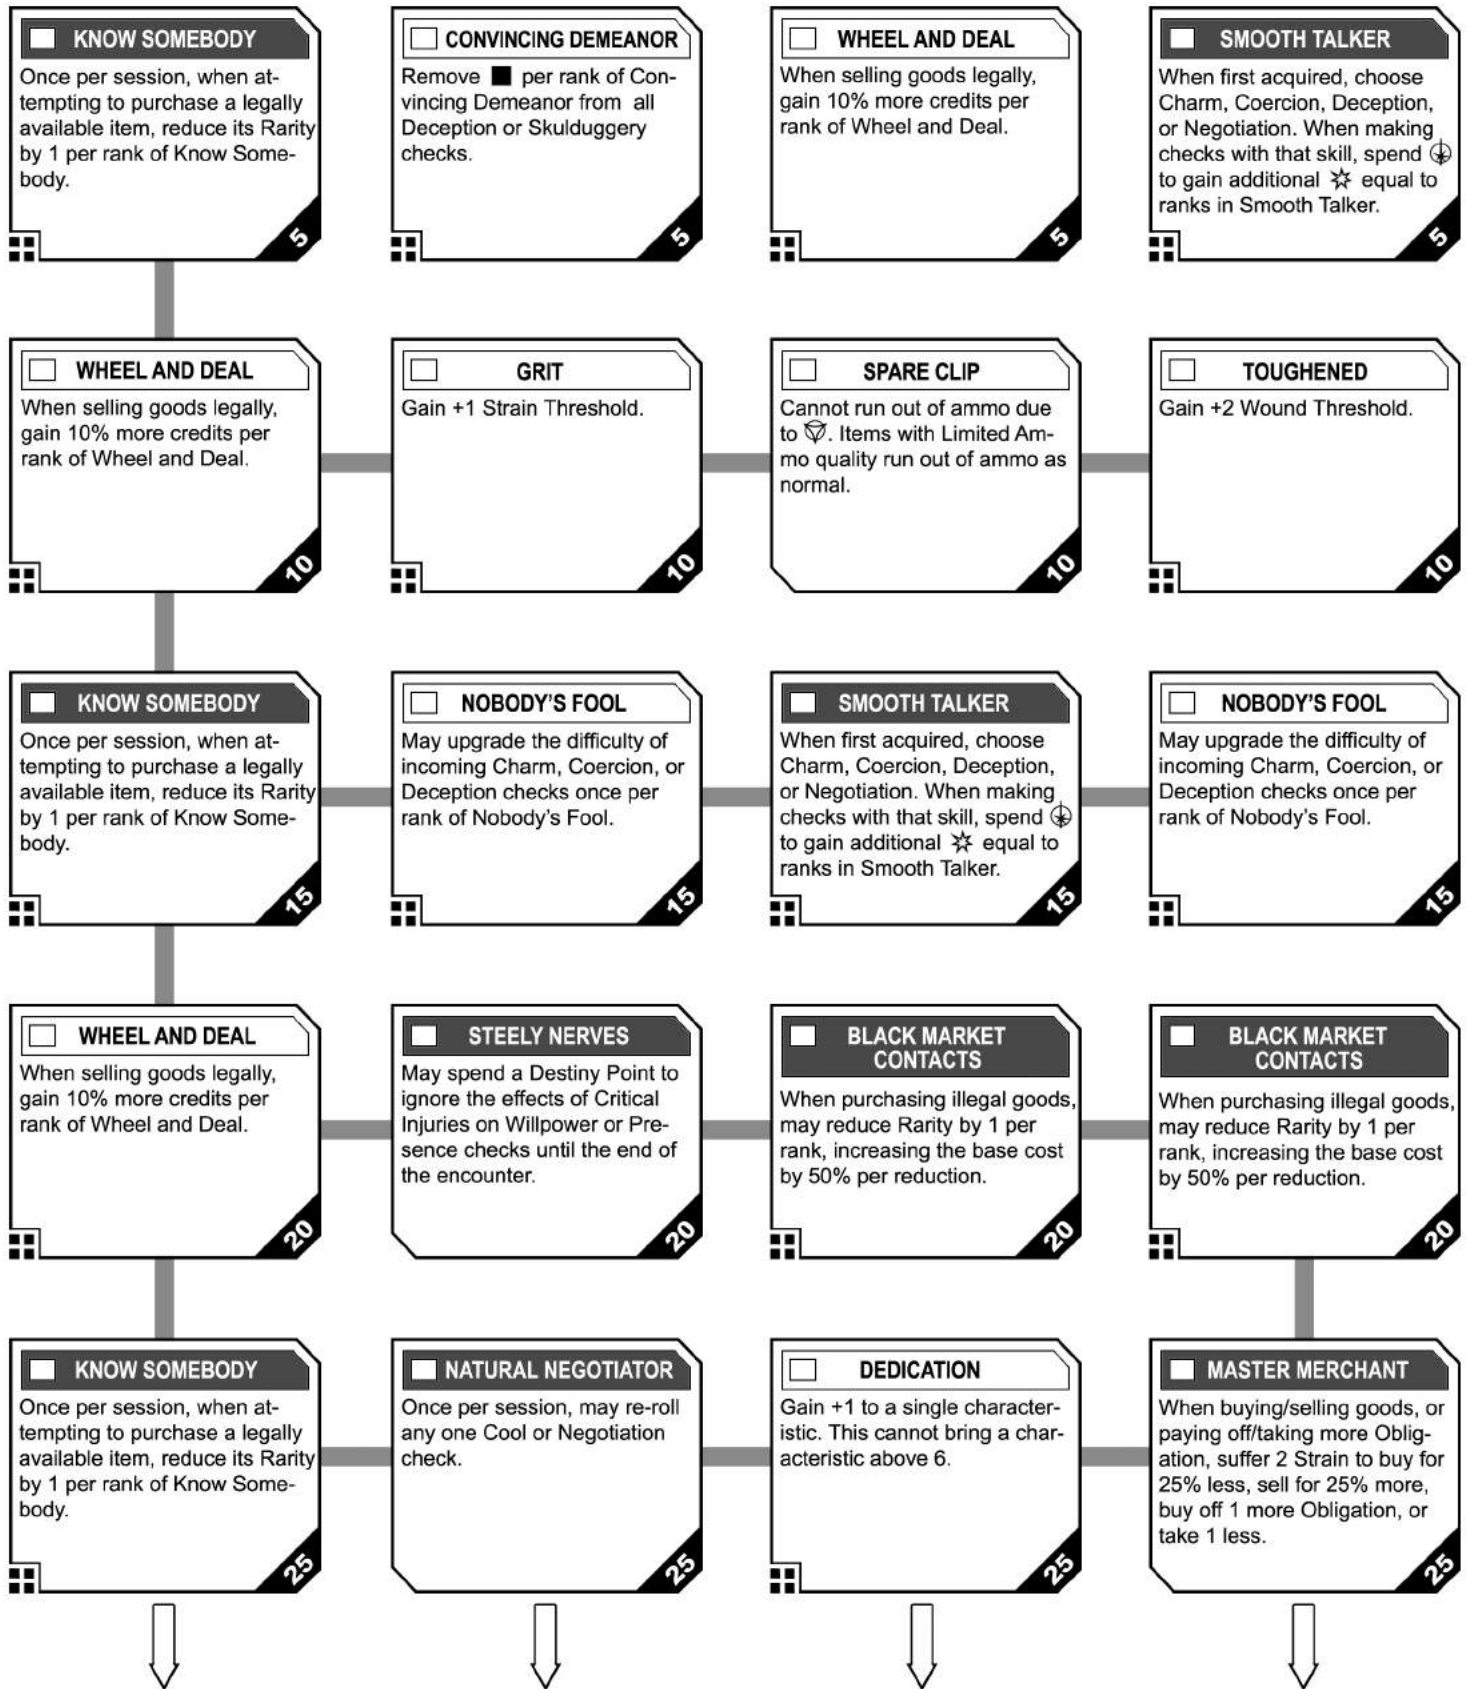 KNOW SOMEBODY
Once per session, when at-
tempting to purchase a legally
available item, reduce its Rarity
by 1 per rank of Know Some-
body.
5
CONVINCING DEMEANOR
Remove ■ per rank of Con-
vincing Demeanor from all
Deception or Skulduggery
checks.
5
WHEEL AND DEAL
When selling goods legally,
gain 10% more credits per
rank of Wheel and Deal.
5
SMOOTH TALKER
When first acquired, choose
Charm, Coercion, Deception,
or Negotiation. When making
checks with that skill, spend
to gain additional equal to
ranks in Smooth Talker.
5
WHEEL AND DEAL
When selling goods legally,
gain 10% more credits per
rank of Wheel and Deal.
10
GRIT
Gain +1 Strain Threshold.
10
SPARE CLIP
Cannot run out of ammo due
to . Items with Limited Am-
mo quality run out of ammo as
normal.
10
TOUGHENED
Gain +2 Wound Threshold.
10
KNOW SOMEBODY
Once per session, when at-
tempting to purchase a legally
available item, reduce its Rarity
by 1 per rank of Know Some-
body.
15
NOBODY'S FOOL
May upgrade the difficulty of
incoming Charm, Coercion, or
Deception checks once per
rank of Nobody's Fool.
15
SMOOTH TALKER
When first acquired, choose
Charm, Coercion, Deception,
or Negotiation. When making
checks with that skill, spend
to gain additional equal to
ranks in Smooth Talker.
15
NOBODY'S FOOL
May upgrade the difficulty of
incoming Charm, Coercion, or
Deception checks once per
rank of Nobody's Fool.
15
WHEEL AND DEAL
When selling goods legally,
gain 10% more credits per
rank of Wheel and Deal.
20
STEELY NERVES
May spend a Destiny Point to
ignore the effects of Critical
Injuries on Willpower or Pre-
sence checks until the end of
the encounter.
20
BLACK MARKET
CONTACTS
When purchasing illegal goods,
may reduce Rarity by 1 per
rank, increasing the base cost
by 50% per reduction.
20
BLACK MARKET
CONTACTS
When purchasing illegal goods,
may reduce Rarity by 1 per
rank, increasing the base cost
by 50% per reduction.
20
KNOW SOMEBODY
Once per session, when at-
tempting to purchase a legally
available item, reduce its Rarity
by 1 per rank of Know Some-
body.
25
NATURAL NEGOTIATOR
Once per session, may re-roll
any one Cool or Negotiation
check.
25
DEDICATION
Gain +1 to a single character-
istic. This cannot bring a char-
acteristic above 6.
25
MASTER MERCHANT
When buying/selling goods, or
paying off/taking more Oblig-
ation, suffer 2 Strain to buy for
25% less, sell for 25% more,
buy off 1 more Obligation, or
take 1 less.
25